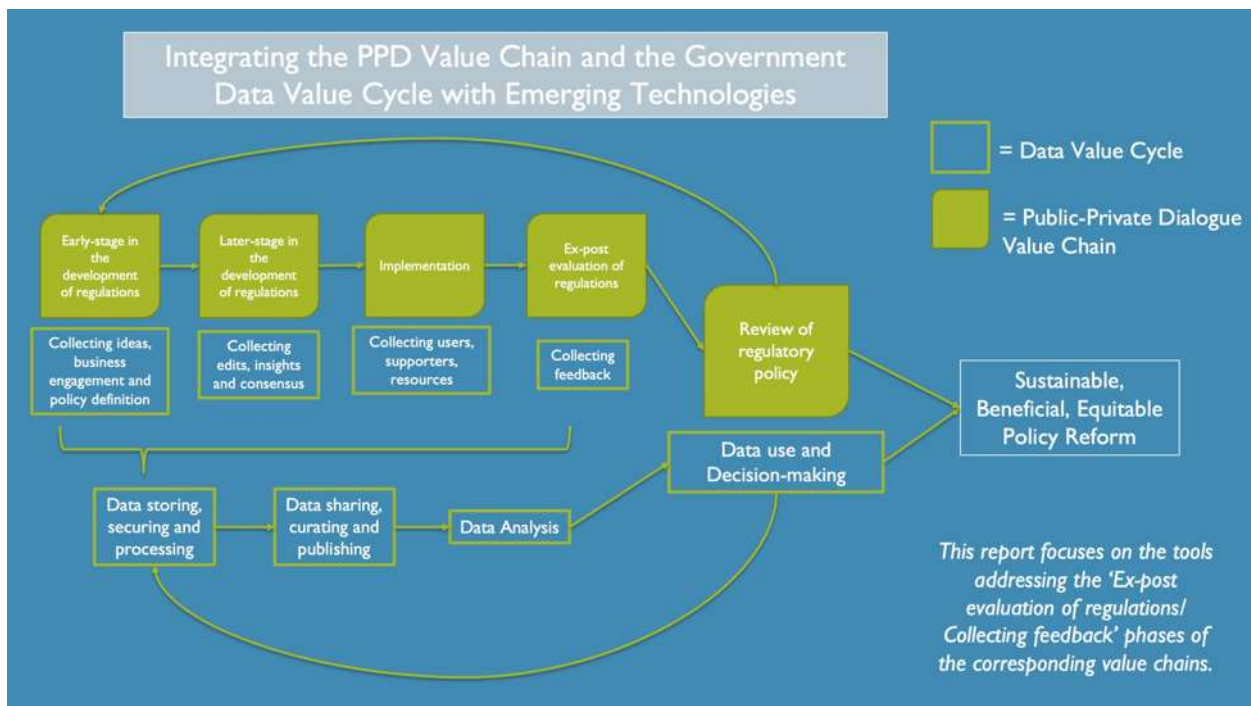 Integrating the PPD Value Chain and the Government
Data Value Cycle with Emerging Technologies
= Data Value Cycle
= Public-Private Dialogue
Value Chain
Early-stage in
the
development
of regulations
Later-stage in
the
development
of regulations
Implementation
Ex-post
evaluation of
regulations
Review of
regulatory
policy
Collecting ideas,
business
engagement and
policy definition
Collecting
edits, insights
and consensus
Collecting users,
supporters,
resources
Collecting
feedback
Sustainable,
Beneficial, Equitable
Policy Reform
Data use and
Decision-making
Data storing,
securing and
processing
Data sharing,
curating and
publishing
Data Analysis
This report focuses on the tools
addressing the ‘Ex-post
evaluation of regulations/
Collecting feedback’ phases of
the corresponding value chains.